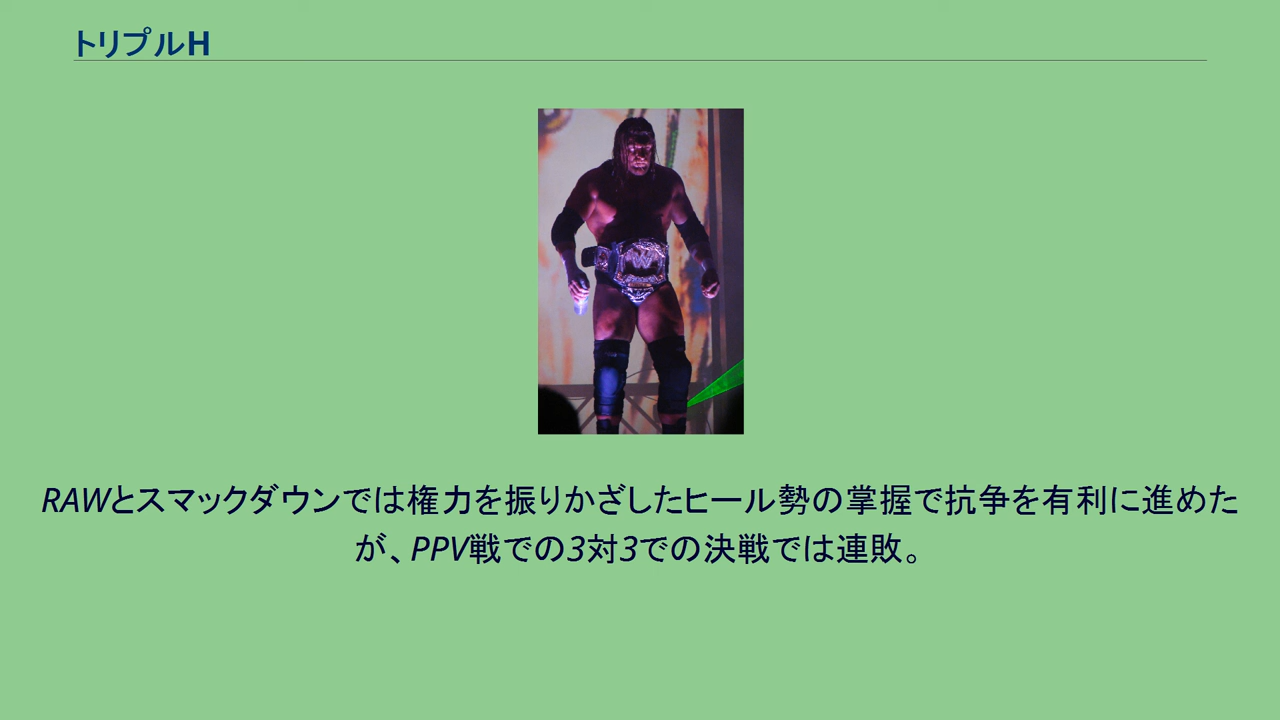 トリプルH
RAWとスマックダウンでは権力を振りかざしたヒール勢の掌握で抗争を有利に進めた
が、PPV戦での3対3での決戦では連敗。